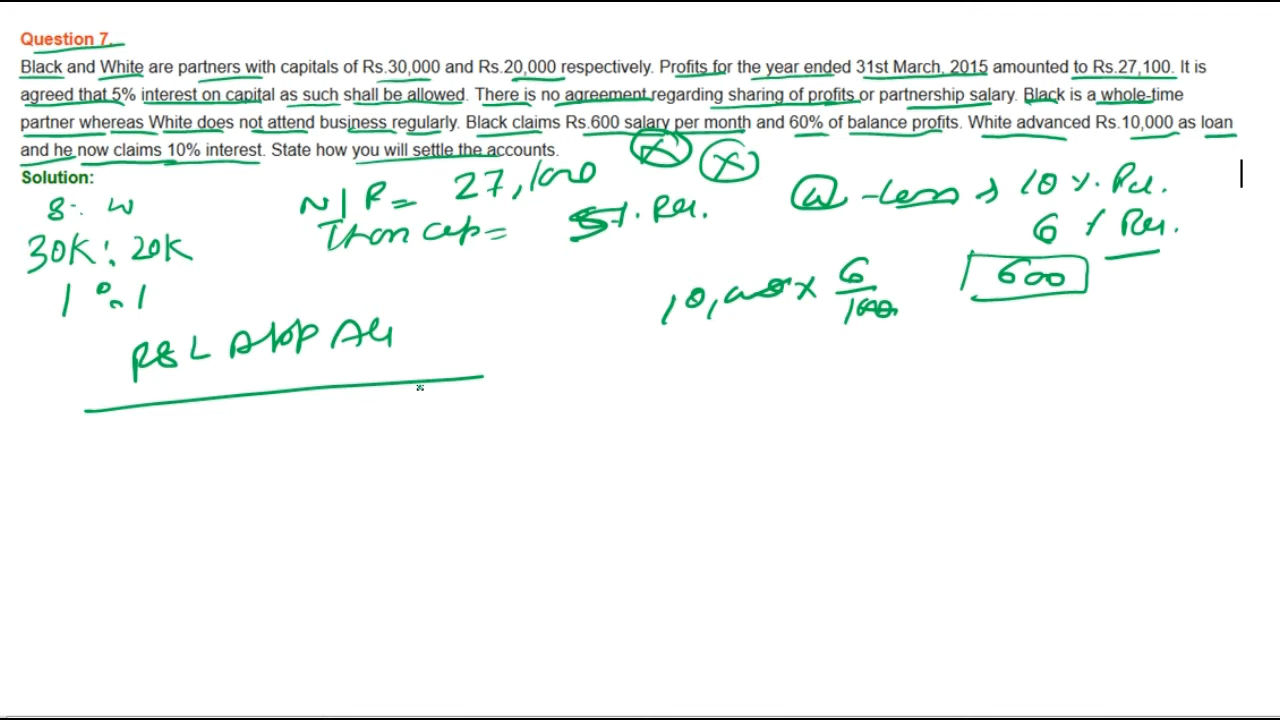 Question 7.
Black and White are partners with capitals of Rs.30,000 and Rs.20,000 respectively. Profits for the year ended 31st March, 2015 amounted to Rs.27,100. It is
agreed that 5% interest on capital as such shall be allowed. There is no agreement regarding sharing of profits or partnership salary. Black is a whole-time
partner whereas White does not attend business regularly. Black claims Rs.600 salary per month and 60% of balance profits. White advanced Rs.10,000 as loan
and he now claims 10% interest. State how you will settle the accounts.
Solution:
B : W
30K : 20K
1 : 1
N/P = 27,100
I on cap =
5%
W
10 %
6 %
10,000 × 6/100
600
P&L App A/c